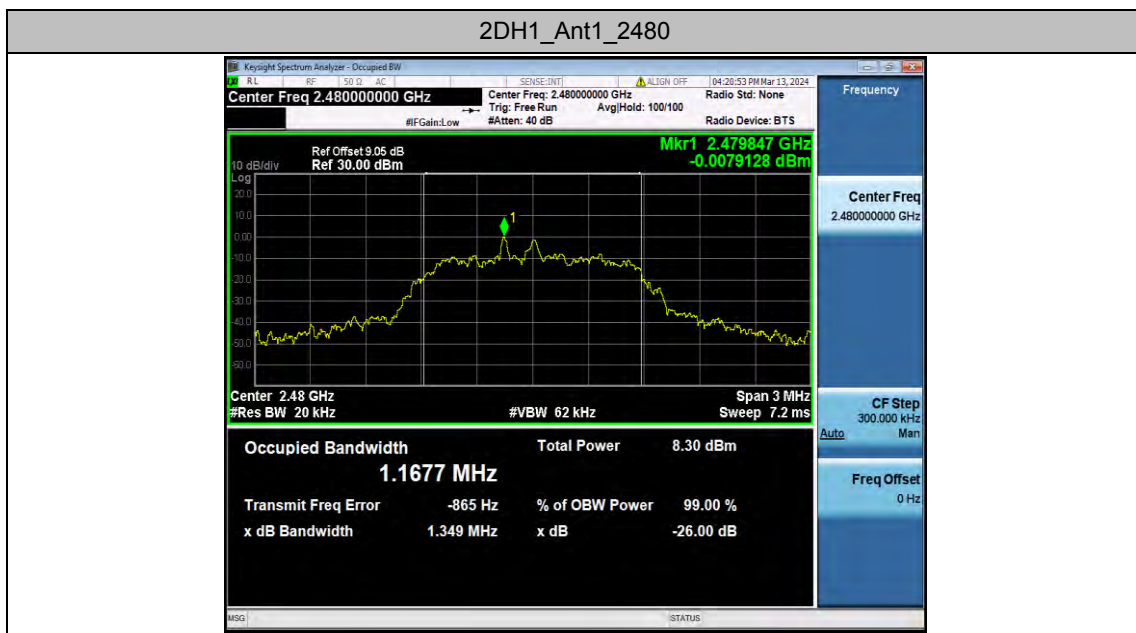 2DH1_Ant1_2480
Keysight Spectrum Analyzer - Occupied BW
RL RF 50 Ω AC SENSE:INT ALIGN OFF 04:20:53 PM Mar 13, 2024
Center Freq 2.480000000 GHz
Center Freq: 2.480000000 GHz Radio Std: None
Trig: Free Run Avg|Hold: 100/100
#IFGain:Low #Atten: 40 dB Radio Device: BTS
Mkr1 2.479847 GHz
-0.0079128 dBm
Ref Offset 9.05 dB
10 dB/div Ref 30.00 dBm
Log
20.0
10.0
0.00
-10.0
-20.0
-30.0
-40.0
-50.0
-60.0
1
Center 2.48 GHz Span 3 MHz
#Res BW 20 kHz #VBW 62 kHz Sweep 7.2 ms
Occupied Bandwidth Total Power 8.30 dBm
1.1677 MHz
Transmit Freq Error -865 Hz % of OBW Power 99.00 %
x dB Bandwidth 1.349 MHz x dB -26.00 dB
MSG STATUS
Frequency
Center Freq
2.480000000 GHz
CF Step
300.000 kHz
Auto Man
Freq Offset
0 Hz